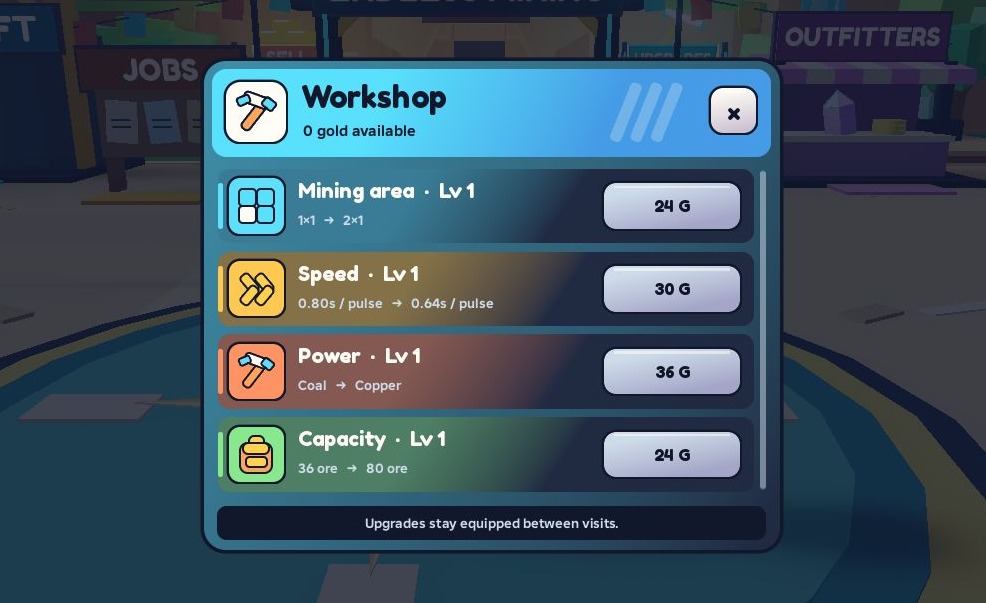 JOBS
OUTFITTERS
Workshop
0 gold available
×
Mining area · Lv 1
1×1 → 2×1
24 G
Speed · Lv 1
0.80s / pulse → 0.64s / pulse
30 G
Power · Lv 1
Coal → Copper
36 G
Capacity · Lv 1
36 ore → 80 ore
24 G
Upgrades stay equipped between visits.